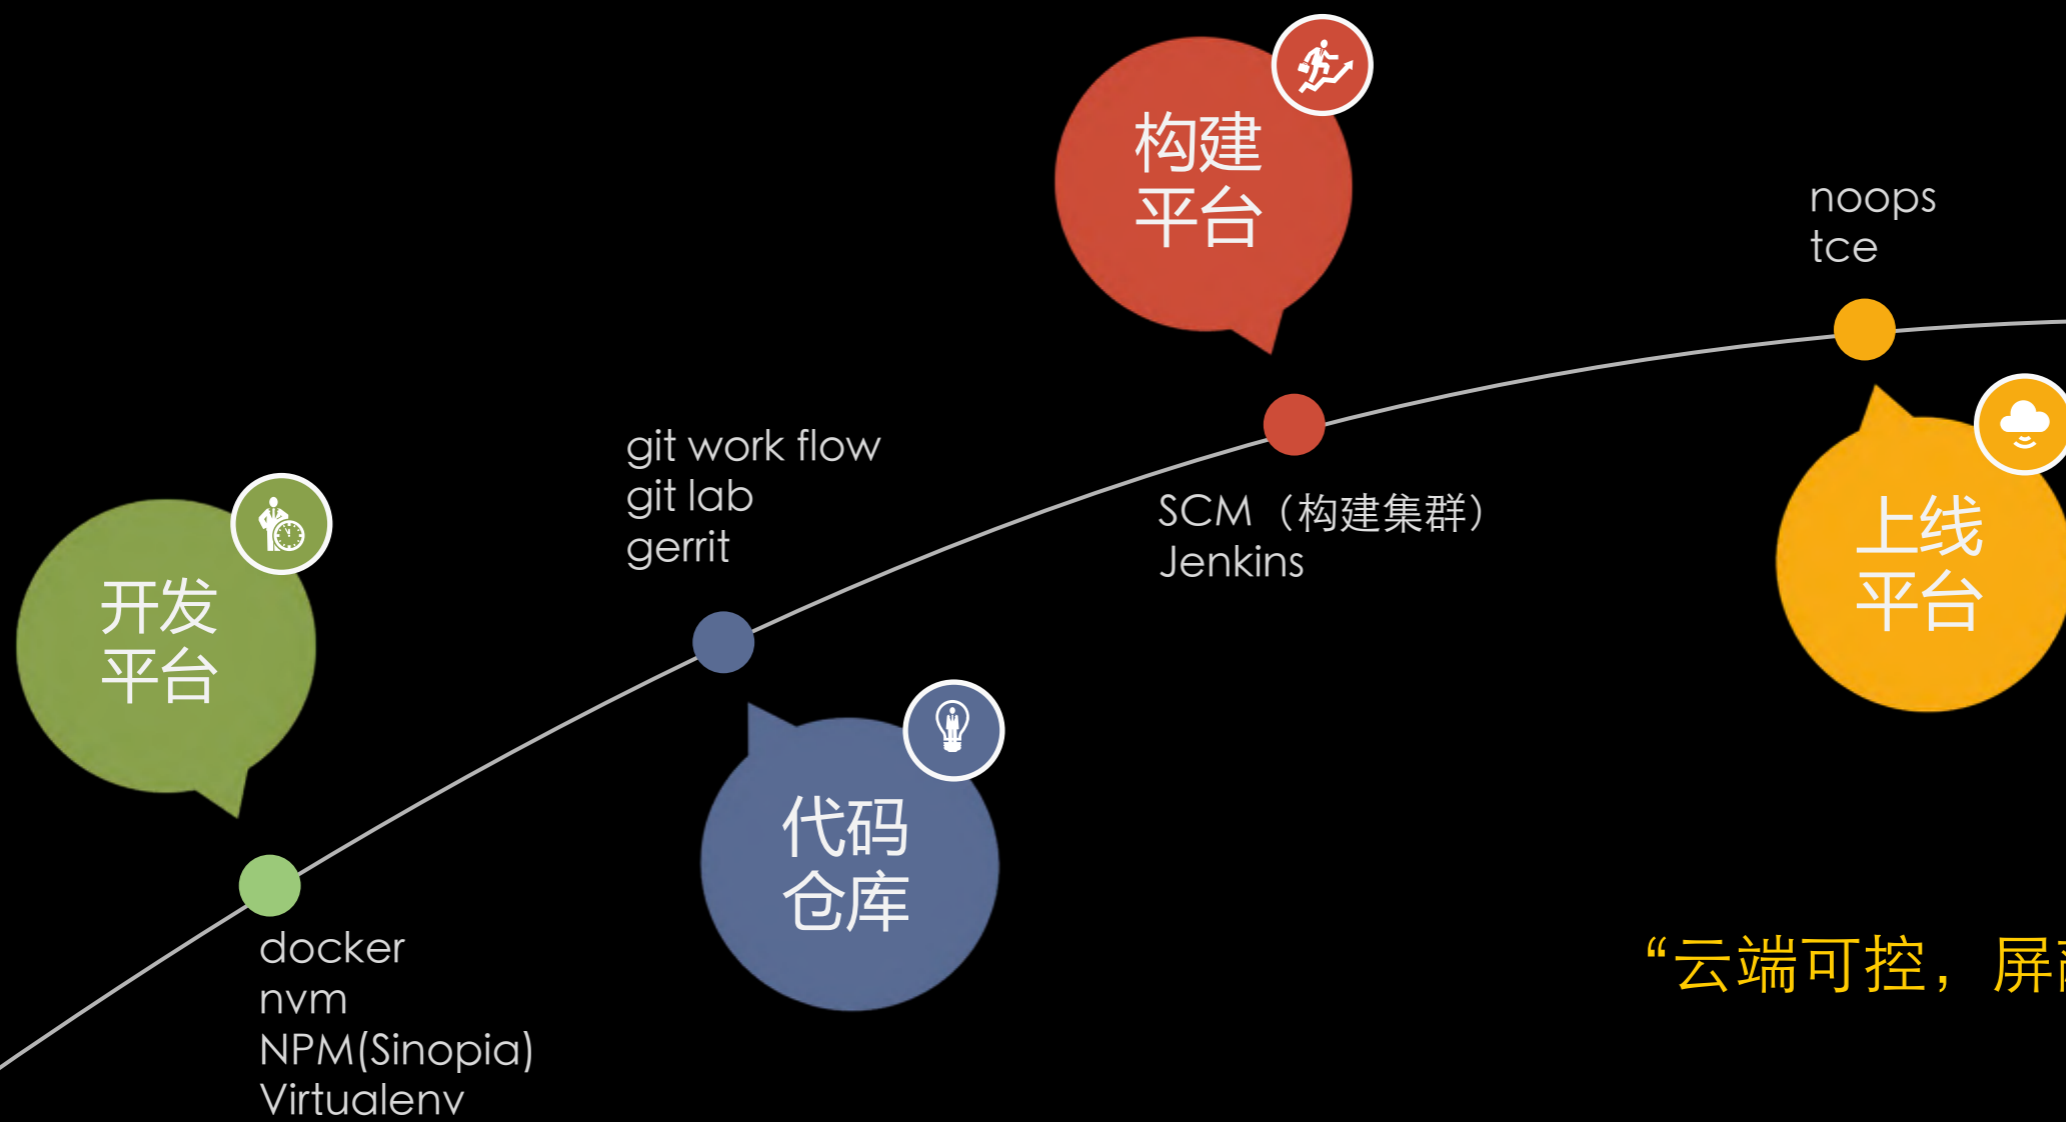 开发
平台
docker
nvm
NPM(Sinopia)
Virtualenv
git work flow
git lab
gerrit
代码
仓库
构建
平台
SCM（构建集群）
Jenkins
noops
tce
上线
平台
“云端可控，屏